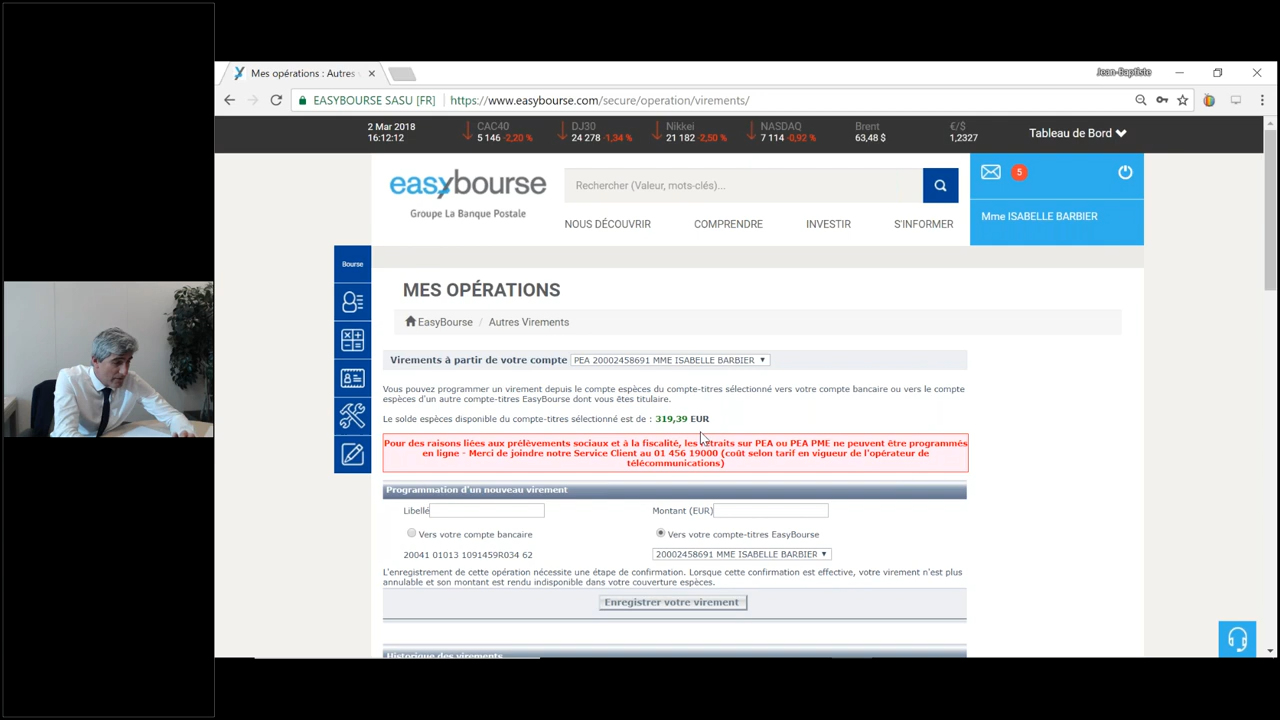 Mes opérations : Autres
Jean-Baptiste
EASYBOURSE SASU [FR]
https://www.easybourse.com/secure/operation/virements/
2 Mar 2018
16:12:12
CAC40
5 146 -2,20 %
DJ30
24 278 -1,34 %
Nikkei
21 182 -2,50 %
NASDAQ
7 114 -0,92 %
Brent
63,48 $
€/$
1,2327
Tableau de Bord
easybourse
Groupe La Banque Postale
Rechercher (Valeur, mots-clés)...
5
Mme ISABELLE BARBIER
NOUS DÉCOUVRIR
COMPRENDRE
INVESTIR
S'INFORMER
Bourse
MES OPÉRATIONS
EasyBourse / Autres Virements
Virements à partir de votre compte PEA 20002458691 MME ISABELLE BARBIER
Vous pouvez programmer un virement depuis le compte espèces du compte-titres sélectionné vers votre compte bancaire ou vers le compte
espèces d'un autre compte-titres EasyBourse dont vous êtes titulaire.
Le solde espèces disponible du compte-titres sélectionné est de : 319,39 EUR
Pour des raisons liées aux prélèvements sociaux et à la fiscalité, les retraits sur PEA ou PEA PME ne peuvent être programmés
en ligne - Merci de joindre notre Service Client au 01 456 19000 (coût selon tarif en vigueur de l'opérateur de
télécommunications)
Programmation d'un nouveau virement
Libellé
Montant (EUR)
Vers votre compte bancaire
Vers votre compte-titres EasyBourse
20041 01013 1091459R034 62
20002458691 MME ISABELLE BARBIER
L'enregistrement de cette opération nécessite une étape de confirmation. Lorsque cette confirmation est effective, votre virement n'est plus
annulable et son montant est rendu indisponible dans votre couverture espèces.
Enregistrer votre virement
Historique des virements